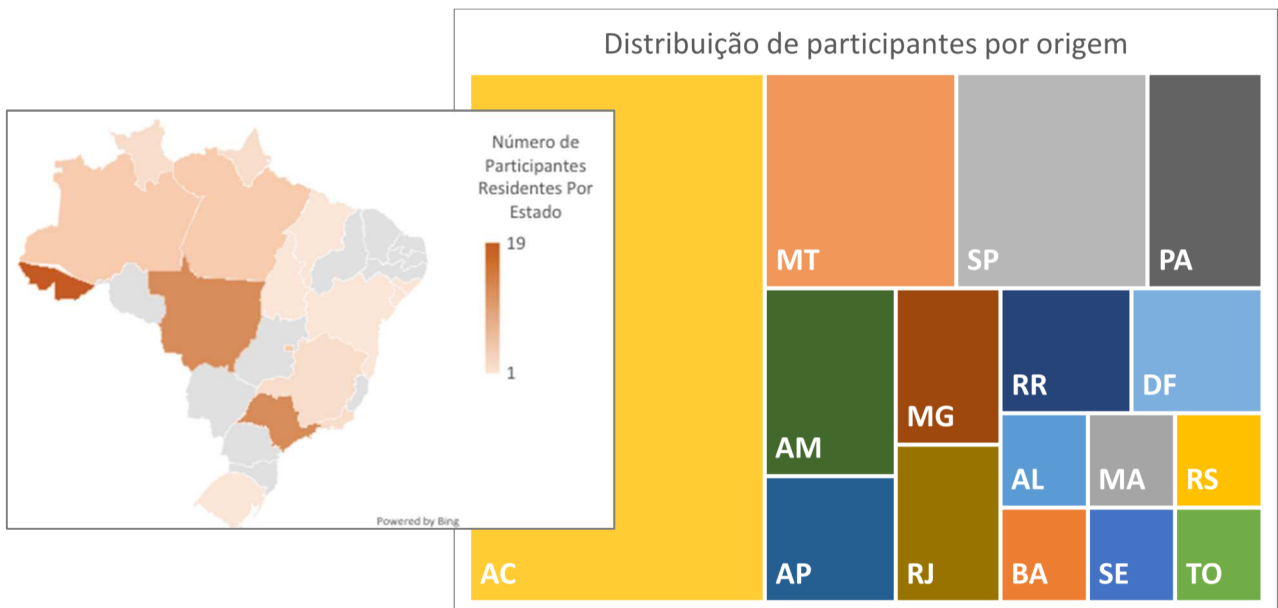 Distribuição de participantes por origem
Número de
Participantes
Residentes Por
Estado
19
1
Powered by Bing
MT
SP
PA
AM
MG
RR
DF
AL
MA
RS
AC
AP
RJ
BA
SE
TO